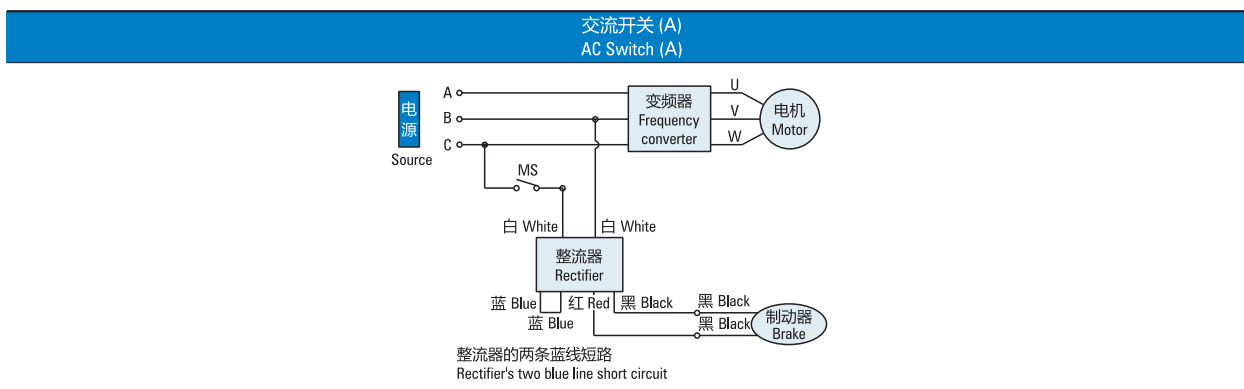 交流开关 (A)
AC Switch (A)
电源
Source
A
B
C
变频器
Frequency
converter
U
V
W
电机
Motor
MS
白 White
白 White
整流器
Rectifier
蓝 Blue
蓝 Blue
红 Red
黑 Black
黑 Black
黑 Black
制动器
Brake
整流器的两条蓝线短路
Rectifier's two blue line short circuit